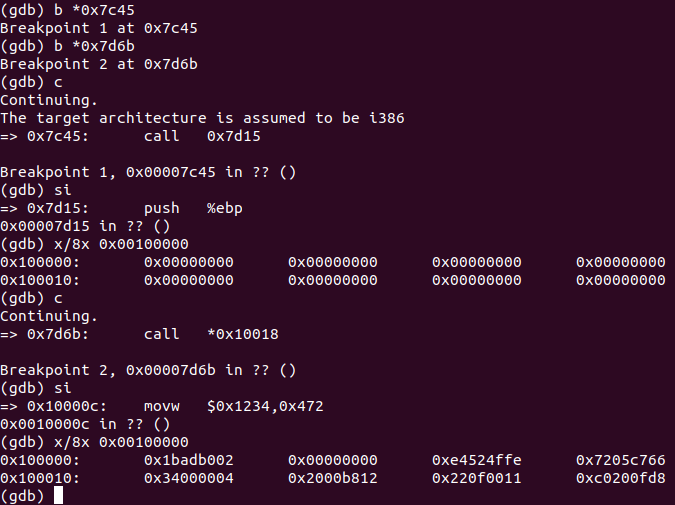 (gdb) b *0x7c45
Breakpoint 1 at 0x7c45
(gdb) b *0x7d6b
Breakpoint 2 at 0x7d6b
(gdb) c
Continuing.
The target architecture is assumed to be i386
=> 0x7c45:      call   0x7d15

Breakpoint 1, 0x00007c45 in ?? ()
(gdb) si
=> 0x7d15:      push   %ebp
0x00007d15 in ?? ()
(gdb) x/8x 0x00100000
0x100000:       0x00000000      0x00000000      0x00000000      0x00000000
0x100010:       0x00000000      0x00000000      0x00000000      0x00000000
(gdb) c
Continuing.
=> 0x7d6b:      call   *0x10018

Breakpoint 2, 0x00007d6b in ?? ()
(gdb) si
=> 0x10000c:    movw   $0x1234,0x472
0x0010000c in ?? ()
(gdb) x/8x 0x00100000
0x100000:       0x1badb002      0x00000000      0xe4524ffe      0x7205c766
0x100010:       0x34000004      0x2000b812      0x220f0011      0xc0200fd8
(gdb)